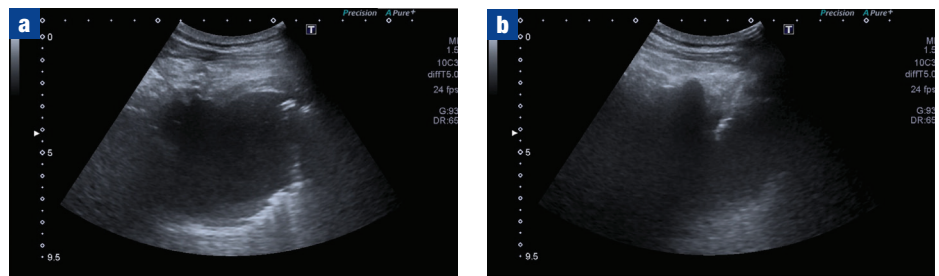 a
Precision APure+
T
0
MI
1.5
10C3
diffT5.0
24 fps
G:93
DR:65
5
9.5
b
Precision APure+
T
0
MI
1.5
10C3
diffT5.0
24 fps
G:93
DR:65
5
9.5